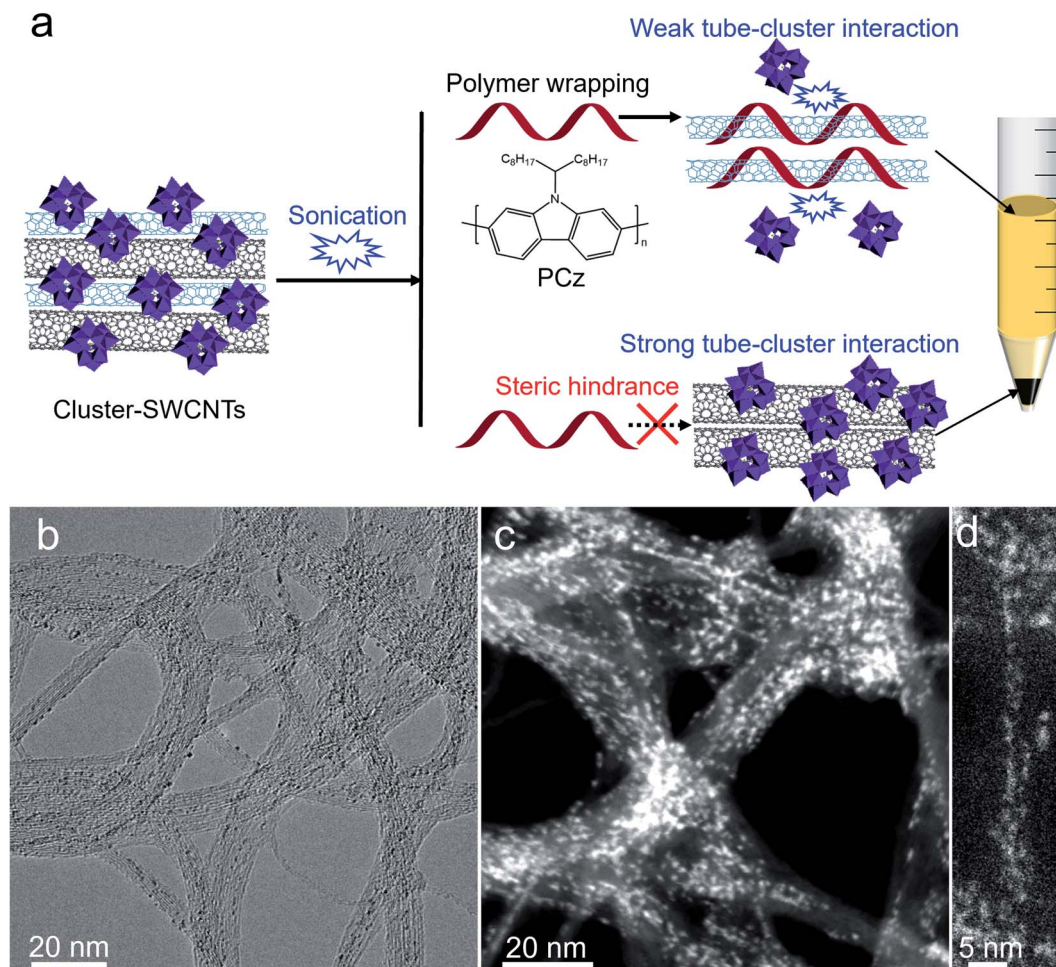 a
Weak tube-cluster interaction
Polymer wrapping
C8H17 C8H17
Sonication
N
n
PCz
Strong tube-cluster interaction
Steric hindrance
Cluster-SWCNTs
b
c
d
20 nm
20 nm
5 nm